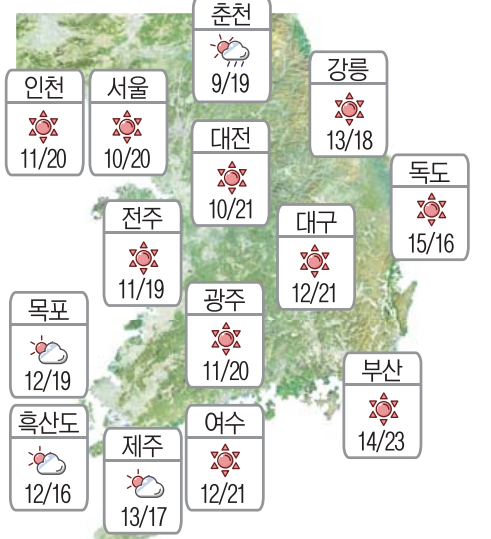 춘천
9/19
인천
11/20
서울
10/20
강릉
13/18
대전
10/21
독도
15/16
전주
11/19
대구
12/21
광주
11/20
목포
12/19
부산
14/23
흑산도
12/16
제주
13/17
여수
12/21